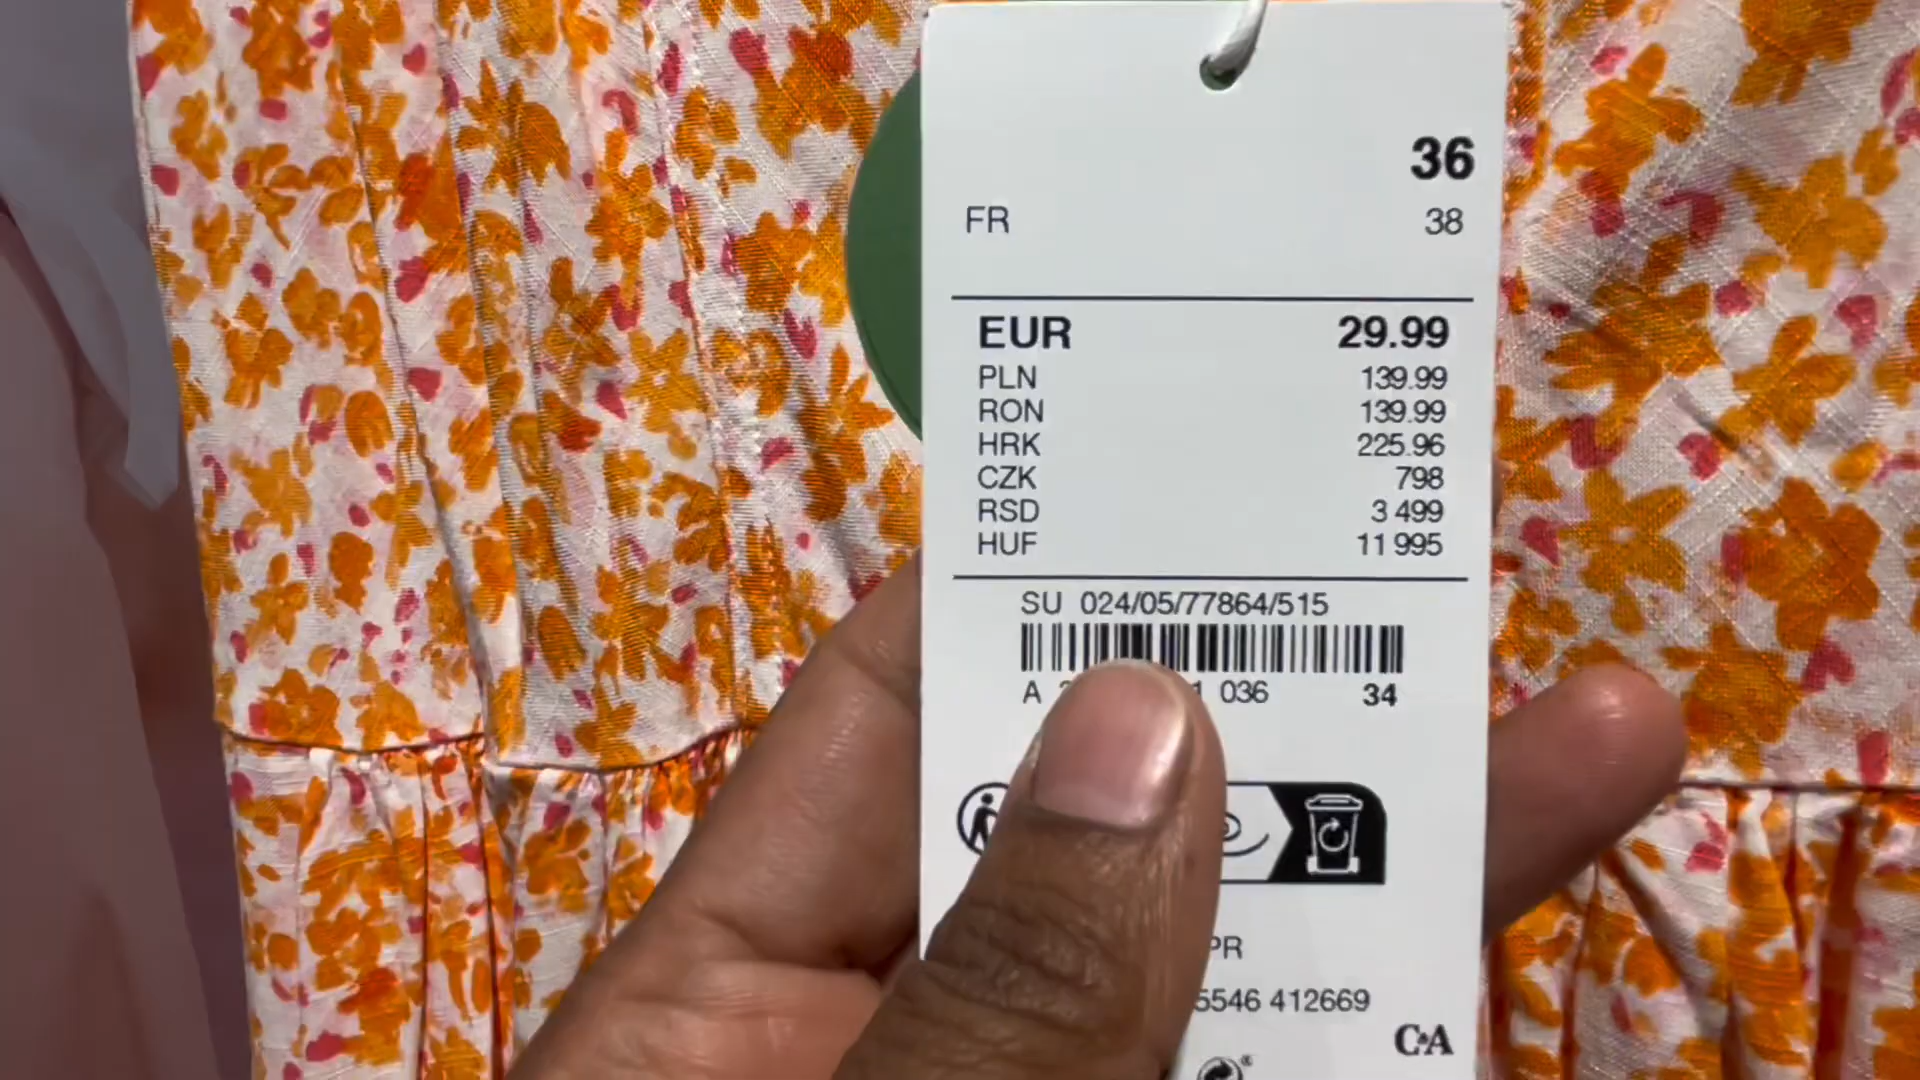 36
FR 38
EUR 29.99
PLN 139.99
RON 139.99
HRK 225.96
CZK 798
RSD 3 499
HUF 11 995
SU 024/05/77864/515
A 036 34
PR
5546 412669
C&A